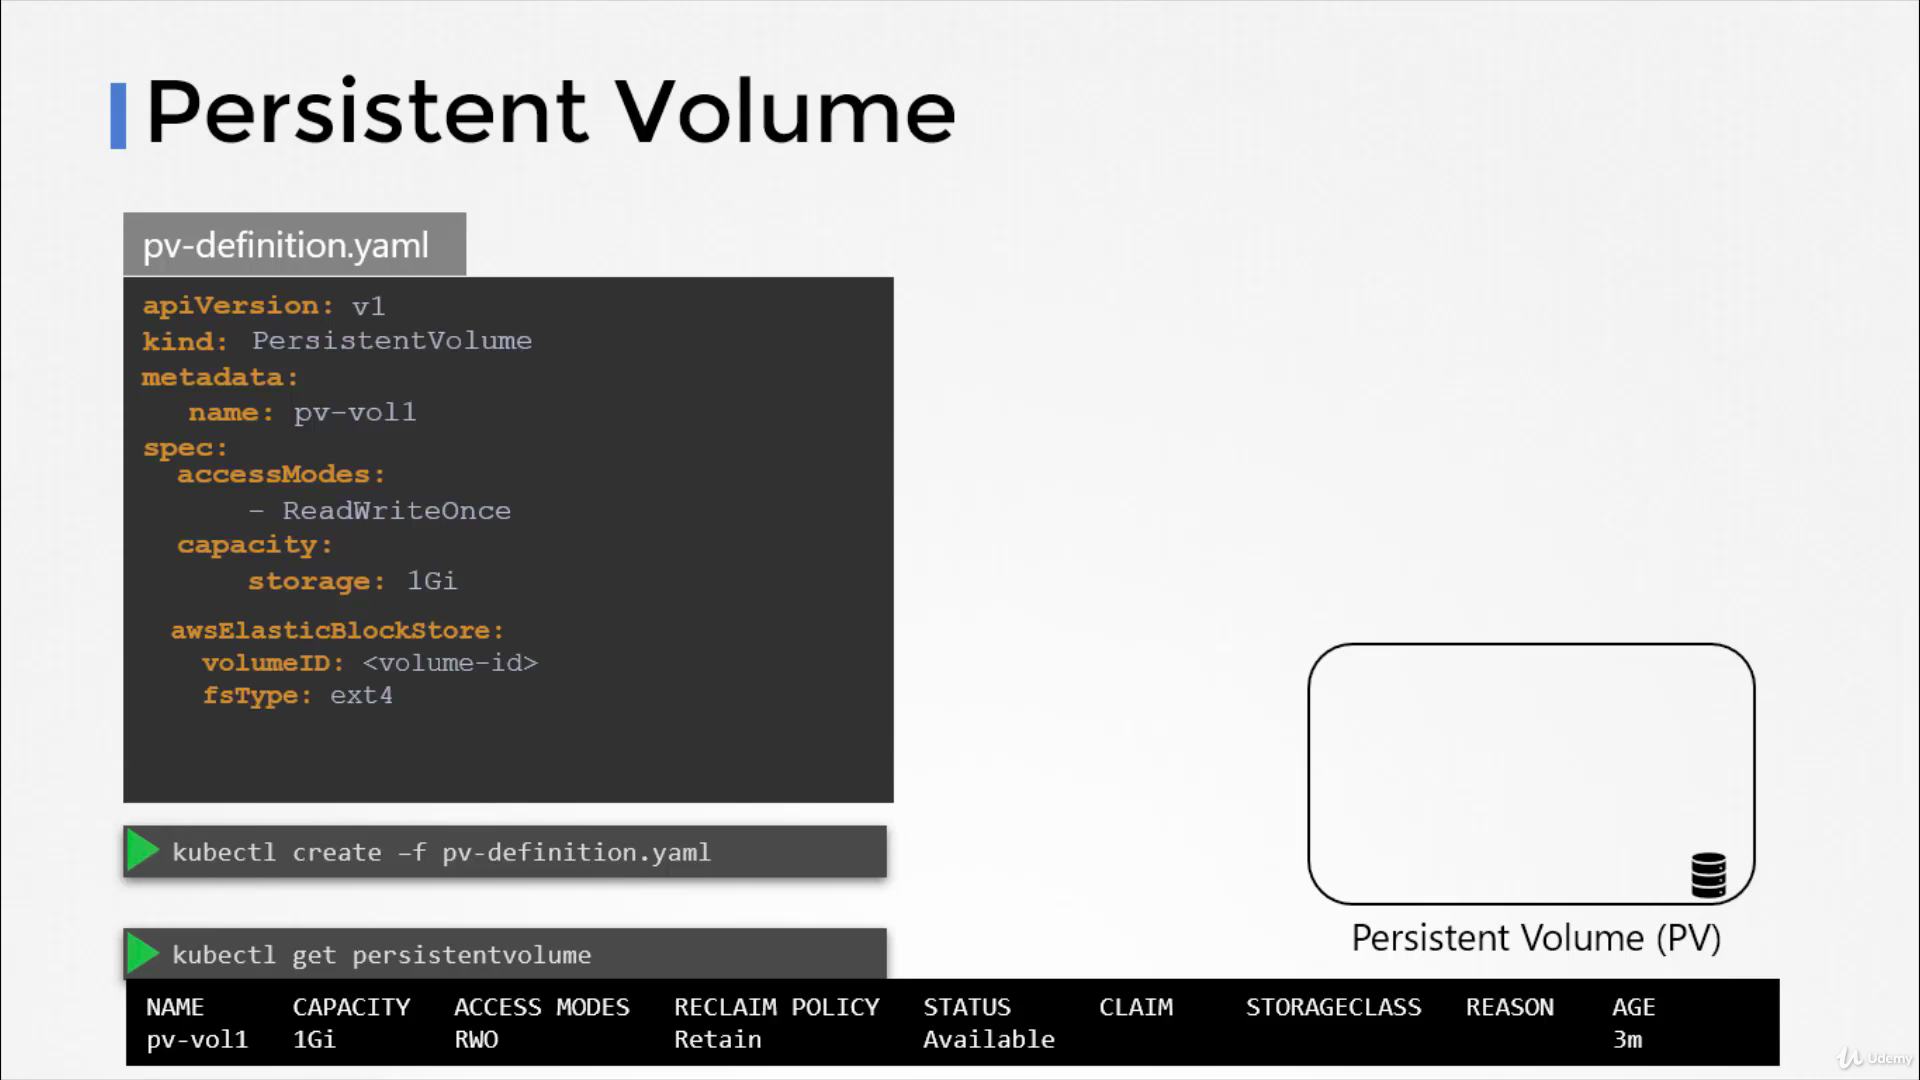 Persistent Volume
pv-definition.yaml
apiVersion: v1
kind: PersistentVolume
metadata:
name: pv-vol1
spec:
accessModes:
- ReadWriteOnce
capacity:
storage: 1Gi
awsElasticBlockStore:
volumeID: <volume-id>
fsType: ext4
kubectl create –f pv-definition.yaml
Persistent Volume (PV)
kubectl get persistentvolume
NAME CAPACITY ACCESS MODES RECLAIM POLICY STATUS CLAIM STORAGECLASS REASON AGE
pv-vol1 1Gi RWO Retain Available 3m
Udemy